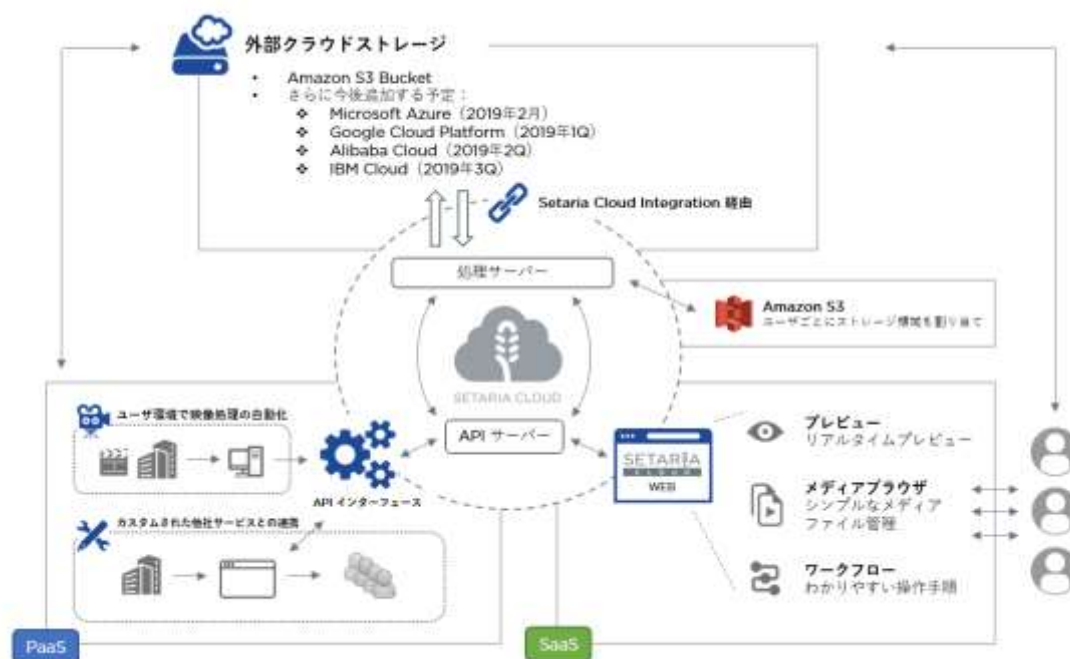 外部クラウドストレージ
• Amazon S3 Bucket
• さらに今後追加する予定：
❖ Microsoft Azure（2019年2月）
❖ Google Cloud Platform（2019年1Q）
❖ Alibaba Cloud（2019年2Q）
❖ IBM Cloud（2019年3Q）
Setaria Cloud Integration 経由
処理サーバー
Amazon S3
ユーザごとにストレージ領域を割り当て
SETARIA CLOUD
API サーバー
ユーザ環境で映像処理の自動化
API インターフェース
カスタムされた他社サービスとの連携
PaaS
SETARIA
CLOUD
WEB
プレビュー
リアルタイムプレビュー
メディアブラウザ
シンプルなメディア
ファイル管理
ワークフロー
わかりやすい操作手順
SaaS